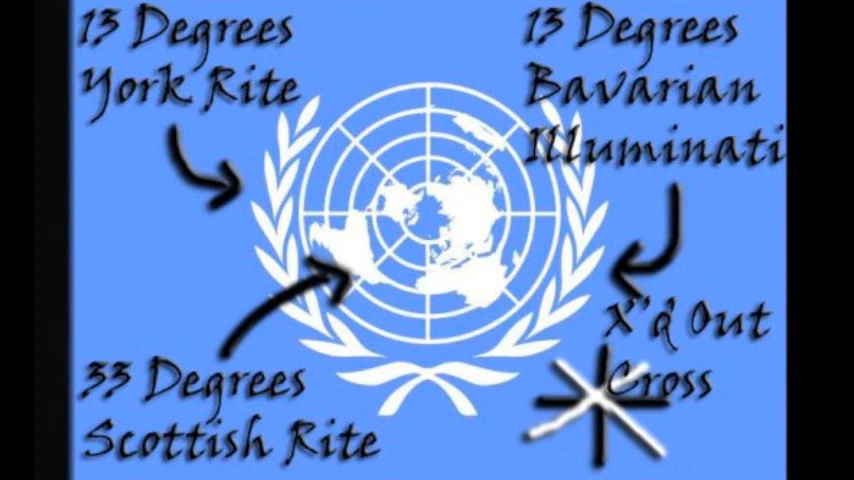 13 Degrees
York Rite
13 Degrees
Bavarian
Illuminati
33 Degrees
Scottish Rite
X'd Out
Cross